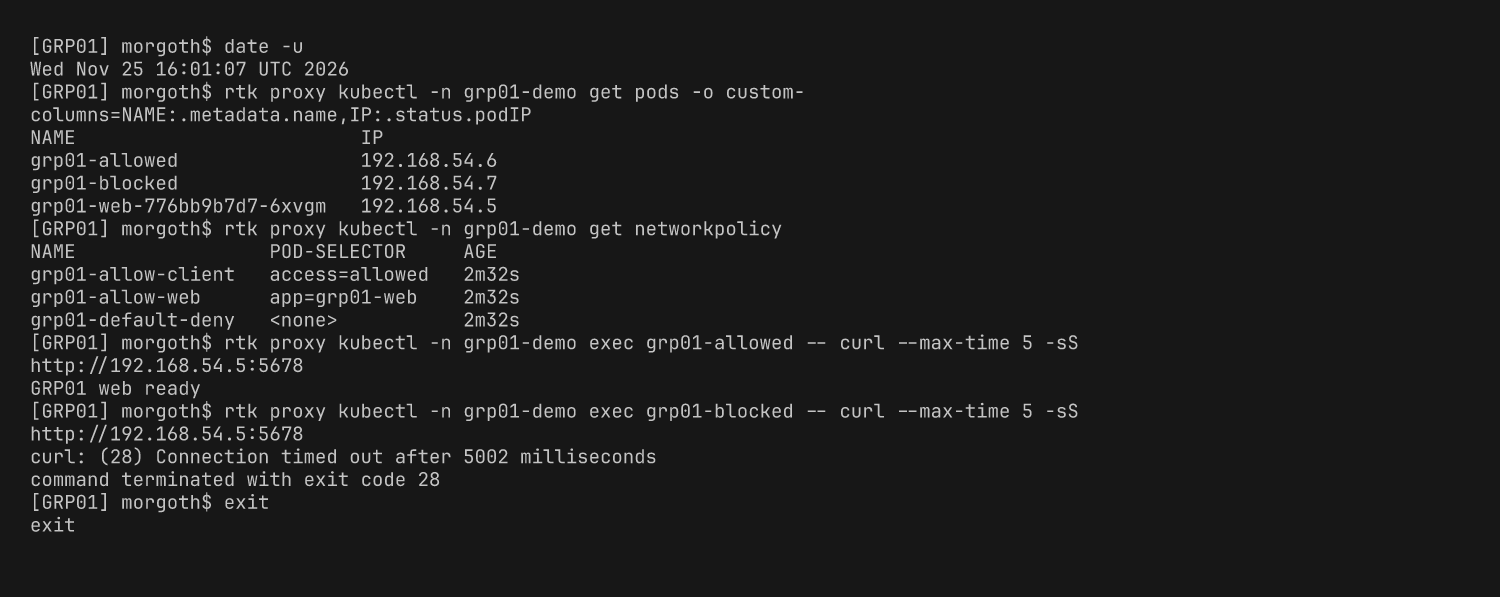 [GRP01] morgoth$ date -u
Wed Nov 25 16:01:07 UTC 2026
[GRP01] morgoth$ rtk proxy kubectl -n grp01-demo get pods -o custom-
columns=NAME:.metadata.name,IP:.status.podIP
NAME                         IP
grp01-allowed                192.168.54.6
grp01-blocked                192.168.54.7
grp01-web-776bb9b7d7-6xvgm   192.168.54.5
[GRP01] morgoth$ rtk proxy kubectl -n grp01-demo get networkpolicy
NAME                 POD-SELECTOR     AGE
grp01-allow-client   access=allowed   2m32s
grp01-allow-web      app=grp01-web    2m32s
grp01-default-deny   <none>           2m32s
[GRP01] morgoth$ rtk proxy kubectl -n grp01-demo exec grp01-allowed -- curl --max-time 5 -sS
http://192.168.54.5:5678
GRP01 web ready
[GRP01] morgoth$ rtk proxy kubectl -n grp01-demo exec grp01-blocked -- curl --max-time 5 -sS
http://192.168.54.5:5678
curl: (28) Connection timed out after 5002 milliseconds
command terminated with exit code 28
[GRP01] morgoth$ exit
exit